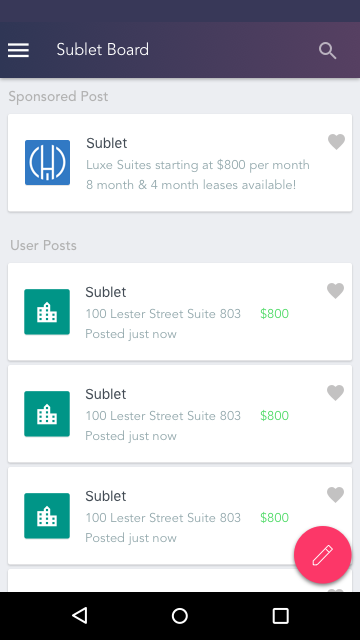 Sublet Board
Sponsored Post
Sublet
Luxe Suites starting at $800 per month
8 month & 4 month leases available!
User Posts
Sublet
100 Lester Street Suite 803 $800
Posted just now
Sublet
100 Lester Street Suite 803 $800
Posted just now
Sublet
100 Lester Street Suite 803 $800
Posted just now